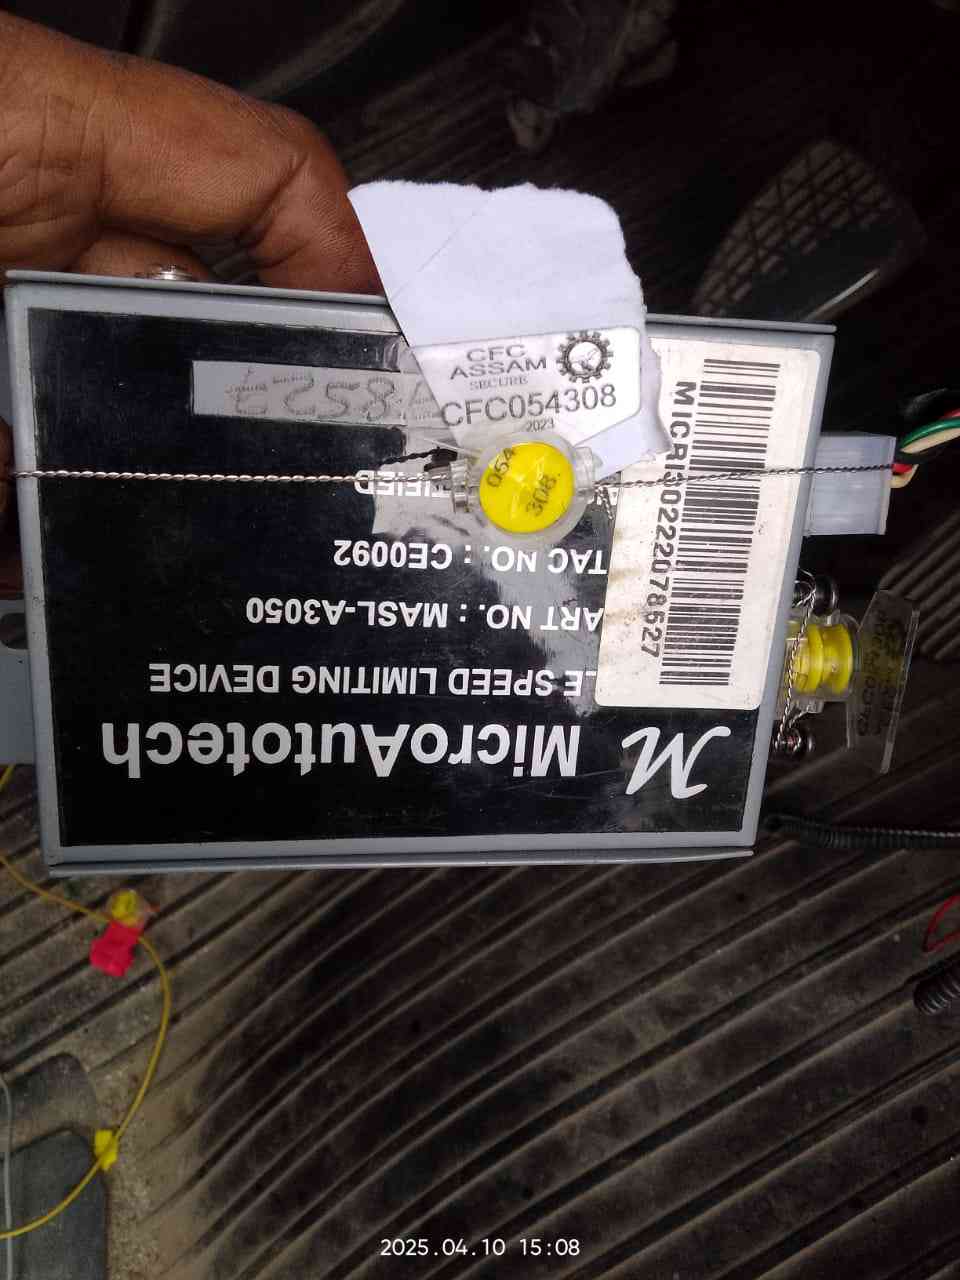 CFC
ASSAM
SECURE
CFC054308
2023
054
308
MICRI30222078627
MicroAutotech
LE SPEED LIMITING DEVICE
ART NO.: MASL-A3050
TAC NO.: CE0092
TIFIED
2025.04.10 15:08